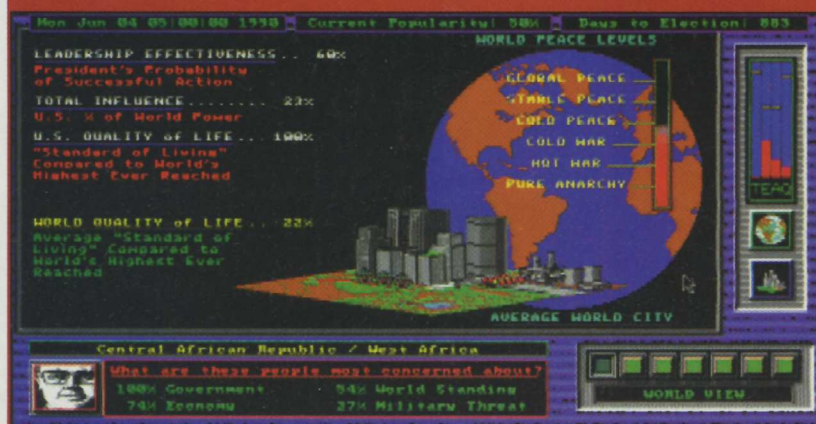 Mon Jun 04 05:00:00 1990
Current Popularity: 50%
Days to Election: 883
LEADERSHIP EFFECTIVENESS.. 60%
President's Probability
of Successful Action
TOTAL INFLUENCE......... 23%
U.S. % of World Power
U.S. QUALITY of LIFE... 100%
"Standard of Living"
Compared to World's
Highest Ever Reached
WORLD QUALITY of LIFE... 22%
Average "Standard of
Living" Compared to
World's Highest Ever
Reached
WORLD PEACE LEVELS
GLOBAL PEACE
STABLE PEACE
COLD PEACE
COLD WAR
HOT WAR
PURE ANARCHY
AVERAGE WORLD CITY
TEAQ
Central African Republic / West Africa
What are these people most concerned about?
100% Government 54% World Standing
74% Economy 27% Military Threat
WORLD VIEW